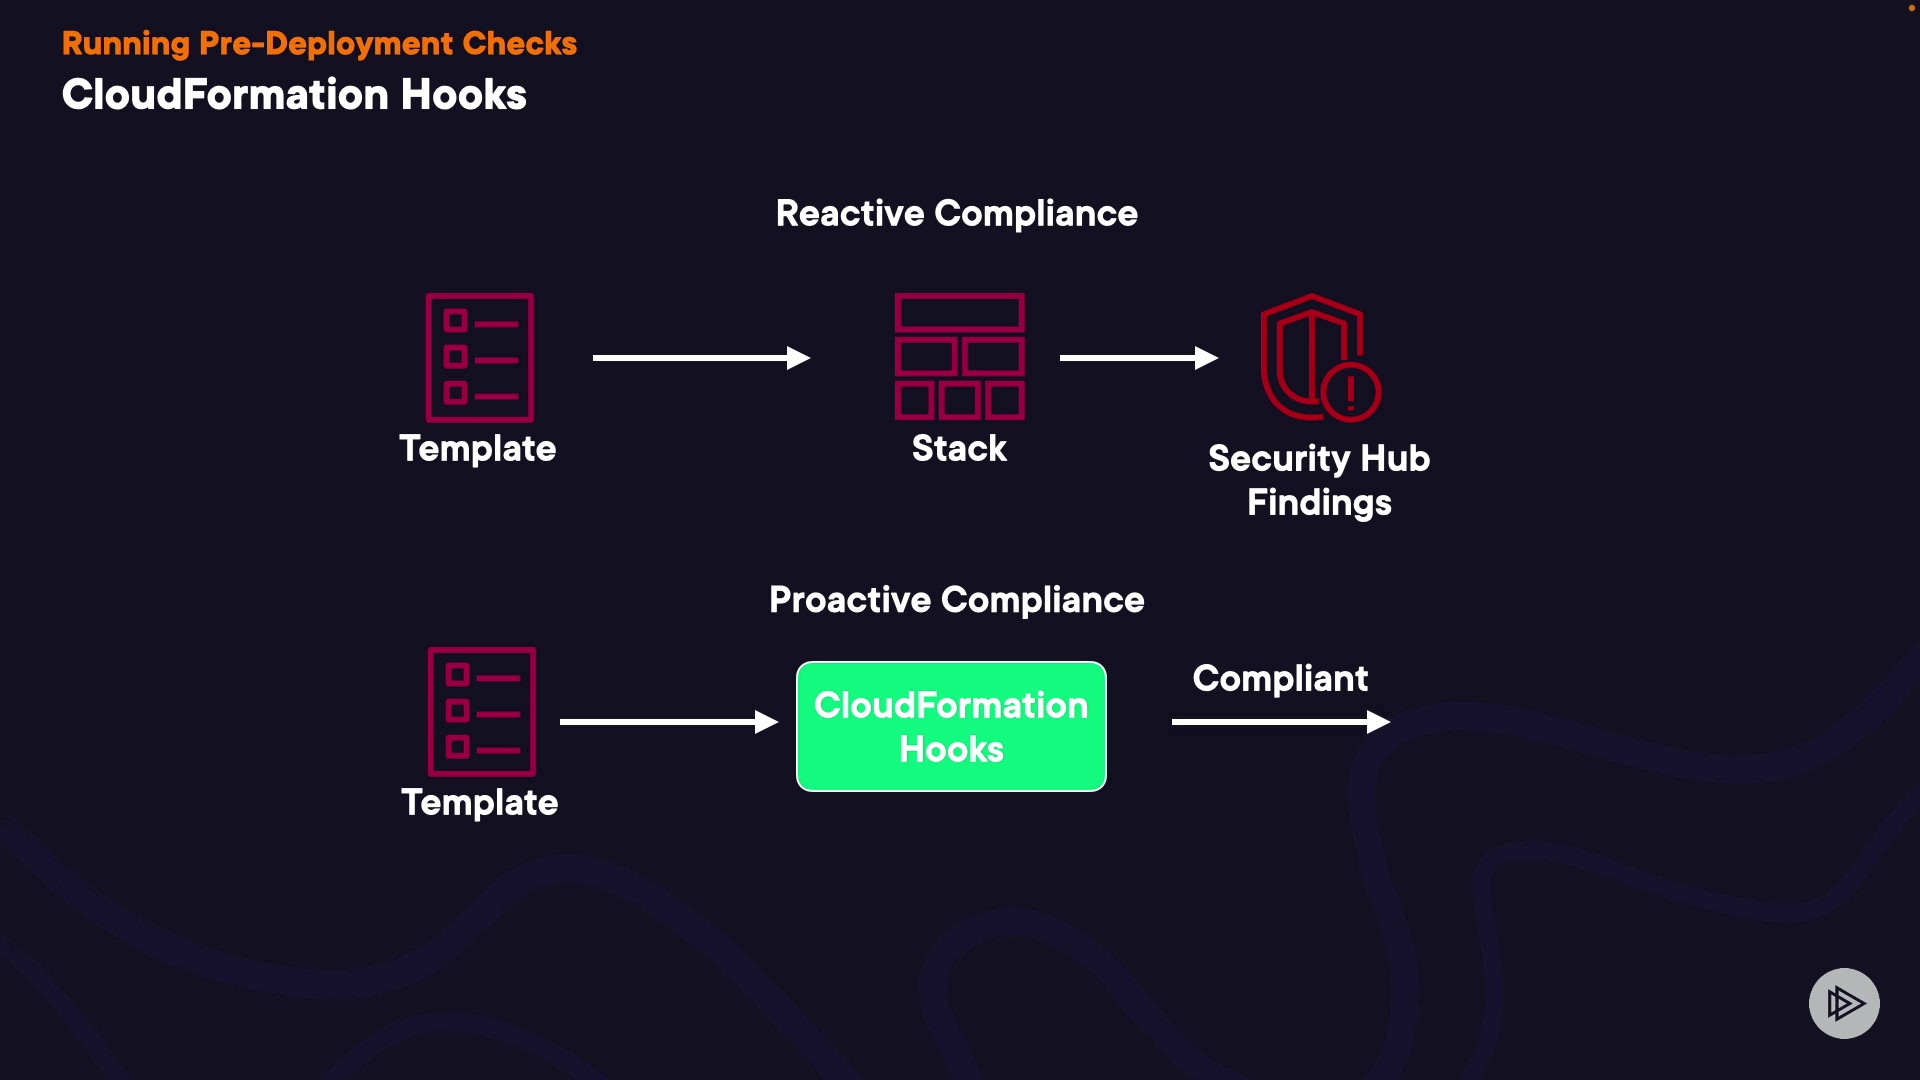 Running Pre-Deployment Checks
CloudFormation Hooks
Reactive Compliance
Template
Stack
Security Hub
Findings
Proactive Compliance
CloudFormation
Hooks
Compliant
Template